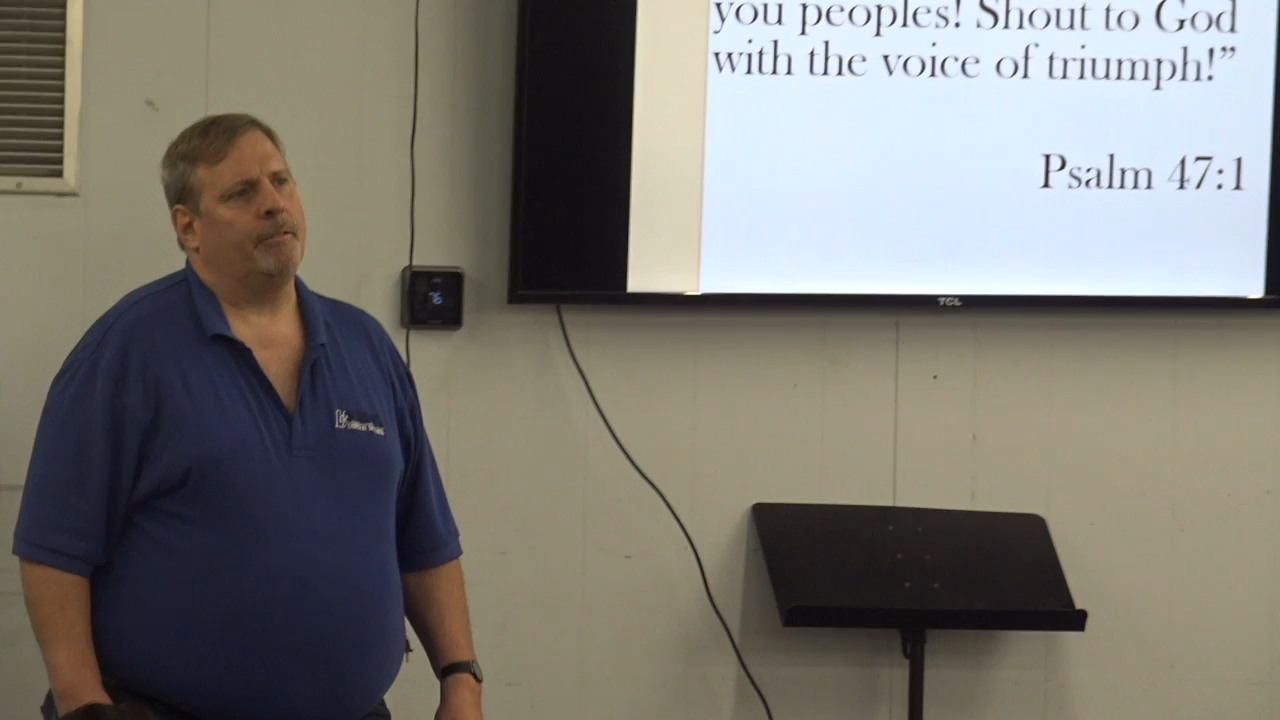 you peoples! Shout to God
with the voice of triumph!”
Psalm 47:1
76
TCL